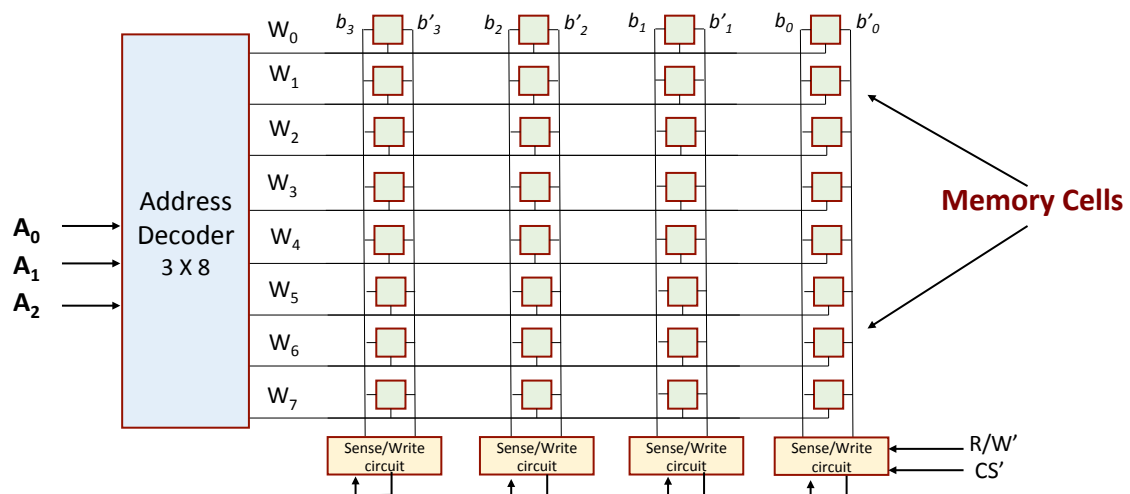 W₀ b₃ b'₃ b₂ b'₂ b₁ b'₁ b₀ b'₀
W₁
W₂
W₃
W₄
W₅
W₆
W₇
Address
Decoder
3 X 8
A₀
A₁
A₂
Memory Cells
Sense/Write
circuit
Sense/Write
circuit
Sense/Write
circuit
Sense/Write
circuit
R/W’
CS’